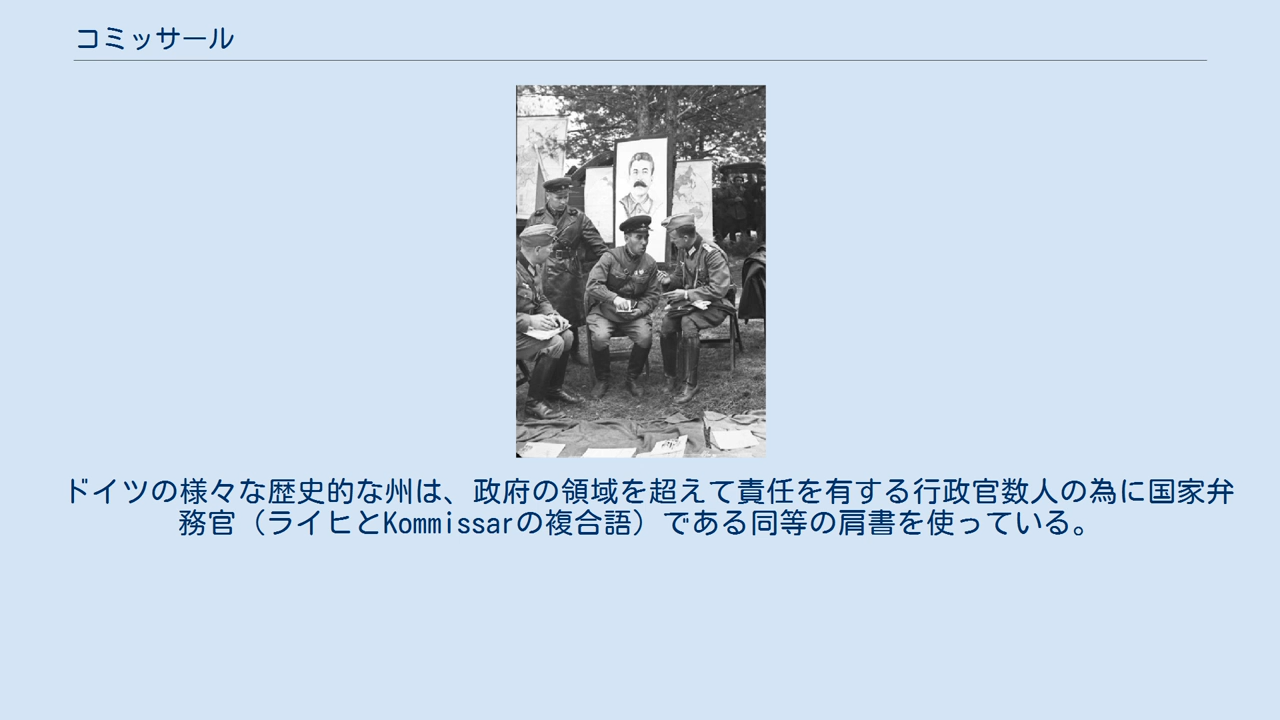 コミッサール
ドイツの様々な歴史的な州は、政府の領域を超えて責任を有する行政官数人の為に国家弁
務官（ライヒとKommissarの複合語）である同等の肩書を使っている。